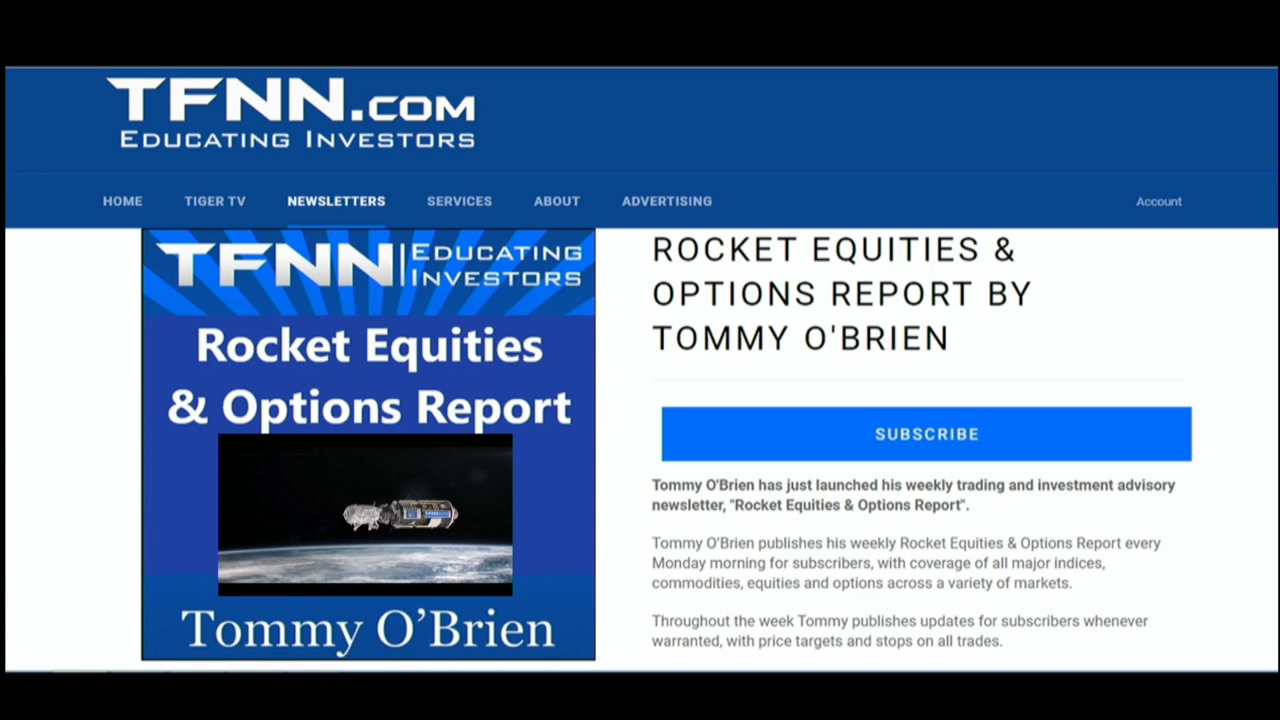 TFNN.COM
EDUCATING INVESTORS
HOME TIGER TV NEWSLETTERS SERVICES ABOUT ADVERTISING Account
TFNN EDUCATING
INVESTORS
Rocket Equities
& Options Report
Tommy O’Brien
ROCKET EQUITIES &
OPTIONS REPORT BY
TOMMY O'BRIEN
SUBSCRIBE
Tommy O'Brien has just launched his weekly trading and investment advisory
newsletter, "Rocket Equities & Options Report".
Tommy O'Brien publishes his weekly Rocket Equities & Options Report every
Monday morning for subscribers, with coverage of all major indices,
commodities, equities and options across a variety of markets.
Throughout the week Tommy publishes updates for subscribers whenever
warranted, with price targets and stops on all trades.